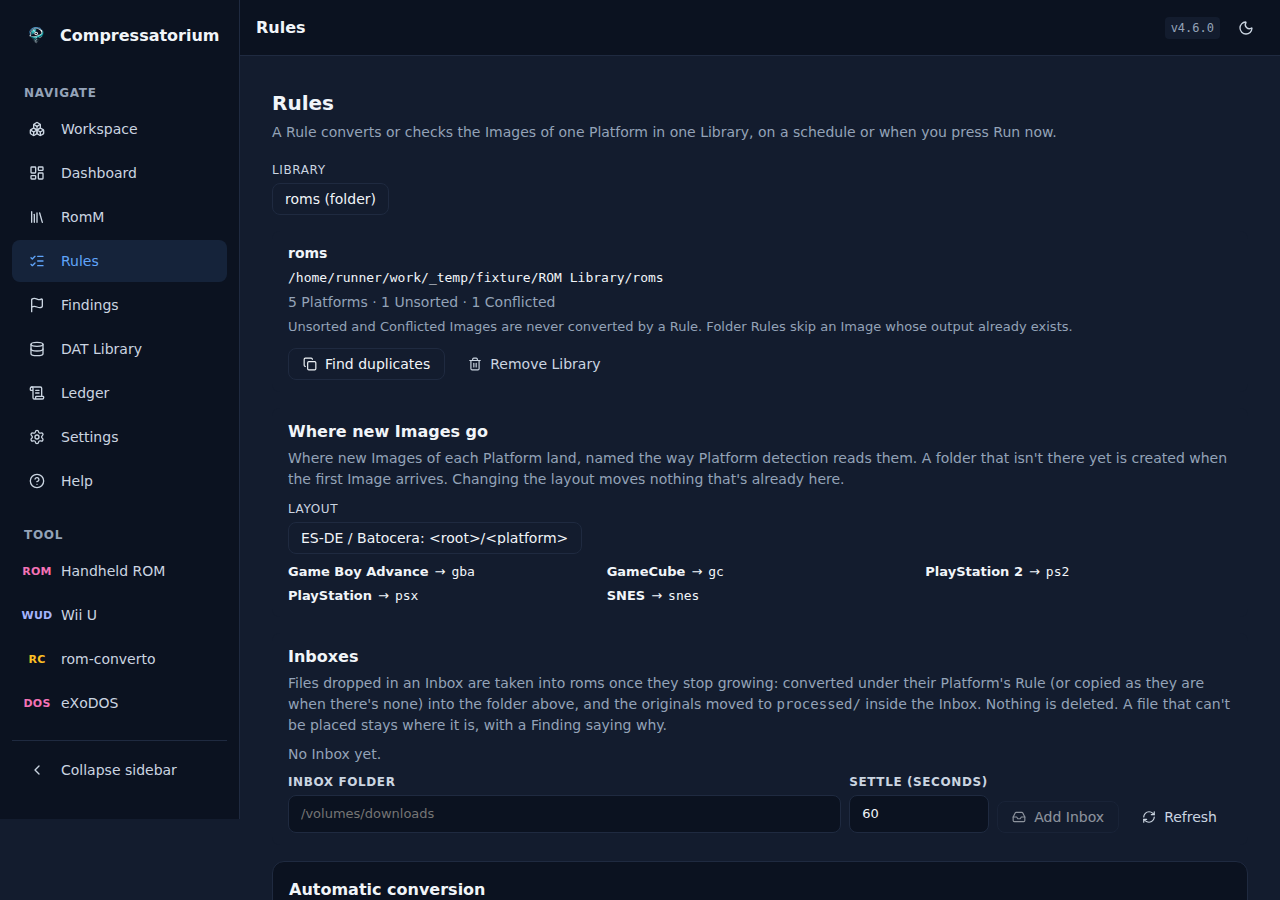 Compressatorium
Rules
v4.6.0
NAVIGATE
Workspace
Dashboard
RomM
Rules
Findings
DAT Library
Ledger
Settings
Help
TOOL
ROM Handheld ROM
WUD Wii U
RC rom-converto
DOS eXoDOS
Collapse sidebar
Rules
A Rule converts or checks the Images of one Platform in one Library, on a schedule or when you press Run now.
LIBRARY
roms (folder)
roms
/home/runner/work/_temp/fixture/ROM Library/roms
5 Platforms · 1 Unsorted · 1 Conflicted
Unsorted and Conflicted Images are never converted by a Rule. Folder Rules skip an Image whose output already exists.
Find duplicates Remove Library
Where new Images go
Where new Images of each Platform land, named the way Platform detection reads them. A folder that isn't there yet is created when
the first Image arrives. Changing the layout moves nothing that's already here.
LAYOUT
ES-DE / Batocera: <root>/<platform>
Game Boy Advance → gba GameCube → gc PlayStation 2 → ps2
PlayStation → psx SNES → snes
Inboxes
Files dropped in an Inbox are taken into roms once they stop growing: converted under their Platform's Rule (or copied as they are
when there's none) into the folder above, and the originals moved to processed/ inside the Inbox. Nothing is deleted. A file that can't
be placed stays where it is, with a Finding saying why.
No Inbox yet.
INBOX FOLDER SETTLE (SECONDS)
/volumes/downloads 60 Add Inbox Refresh
Automatic conversion